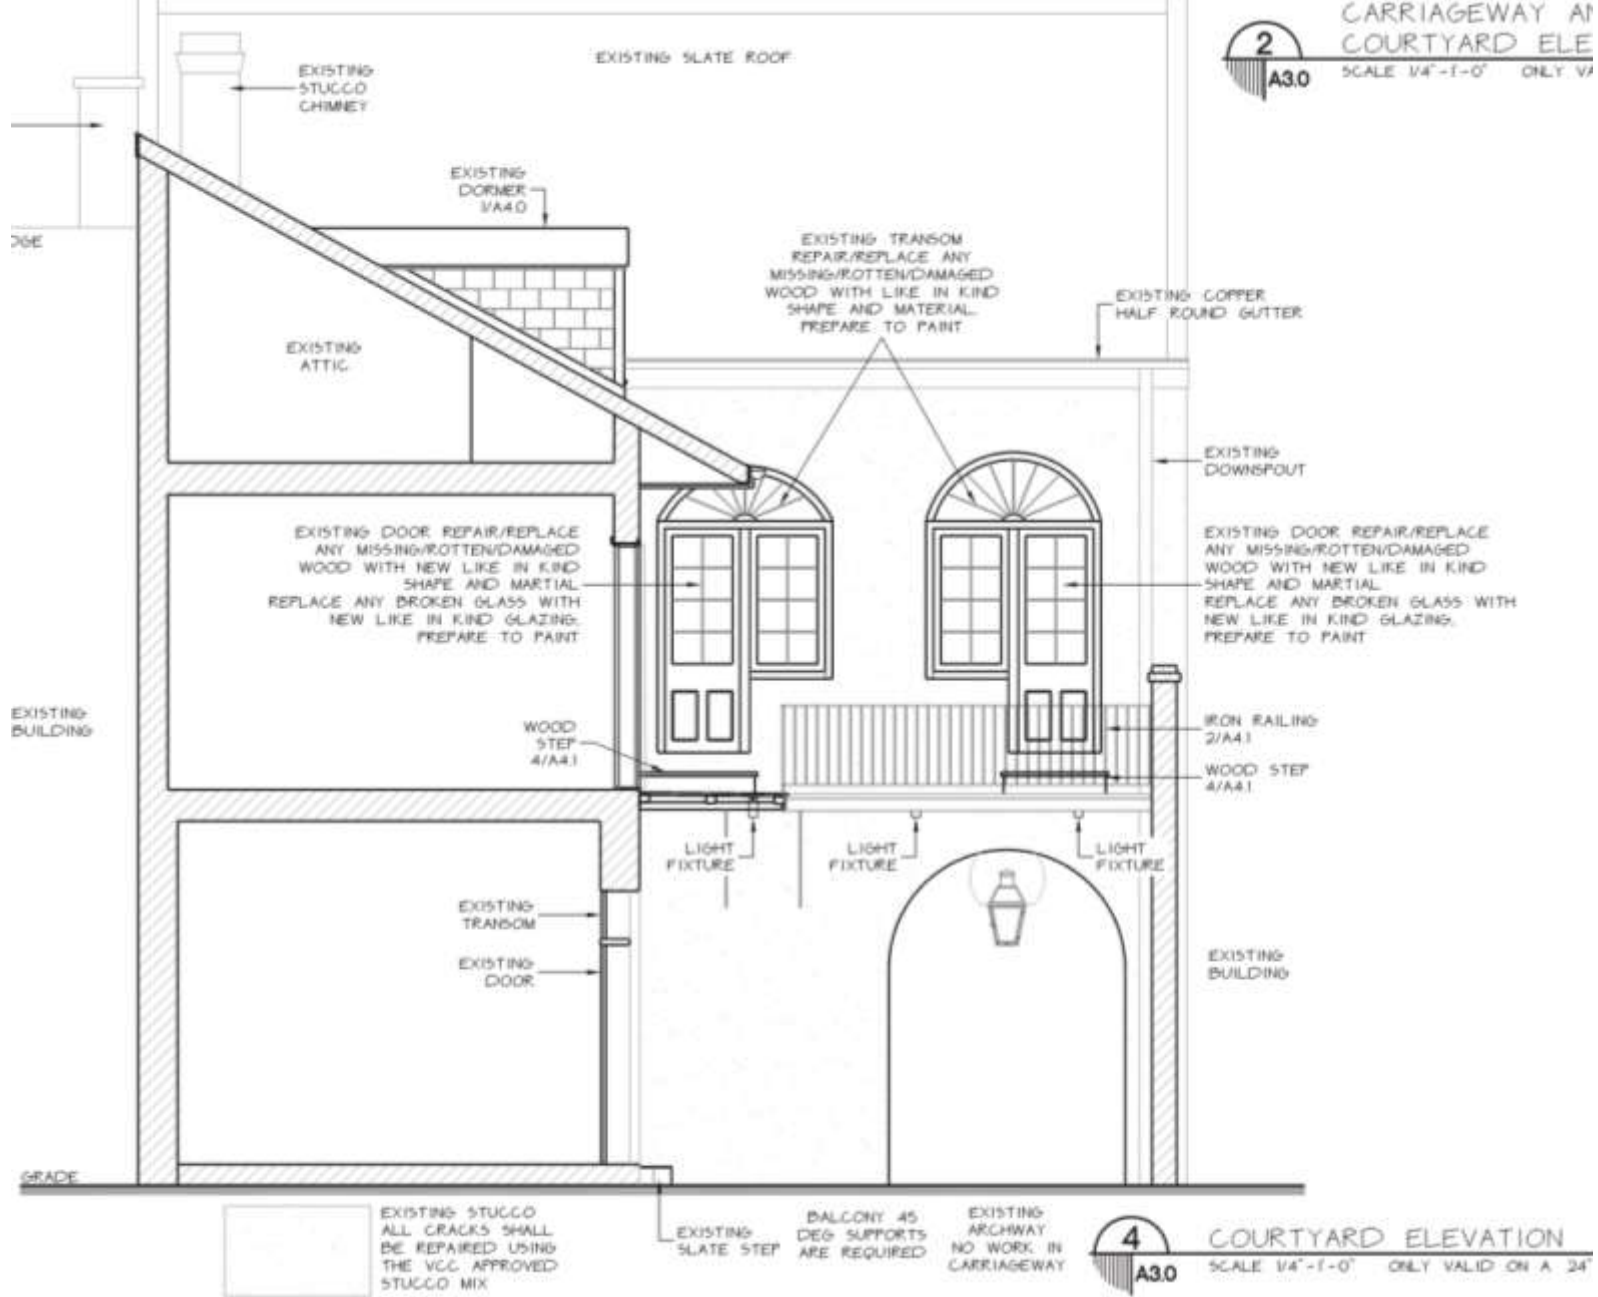 CARRIAGEWAY
COURTYARD
2
A3.0
SCALE 1/4"-1'-0" ONLY
EXISTING SLATE ROOF
EXISTING
STUCCO
CHIMNEY
EXISTING
DORMER
1/A4.0
EXISTING TRANSOM
REPAIR/REPLACE ANY
MISSING/ROTTEN/DAMAGED
WOOD WITH LIKE IN KIND
SHAPE AND MATERIAL.
PREPARE TO PAINT
EXISTING COPPER
HALF ROUND GUTTER
EXISTING
ATTIC
EXISTING
DOWNSPOUT
EXISTING DOOR REPAIR/REPLACE
ANY MISSING/ROTTEN/DAMAGED
WOOD WITH NEW LIKE IN KIND
SHAPE AND MARTIAL
REPLACE ANY BROKEN GLASS WITH
NEW LIKE IN KIND GLAZING.
PREPARE TO PAINT
EXISTING DOOR REPAIR/REPLACE
ANY MISSING/ROTTEN/DAMAGED
WOOD WITH NEW LIKE IN KIND
SHAPE AND MARTIAL
REPLACE ANY BROKEN GLASS WITH
NEW LIKE IN KIND GLAZING.
PREPARE TO PAINT
EXISTING
BUILDING
WOOD
STEP
4/A4.1
IRON RAILING
2/A4.1
WOOD STEP
4/A4.1
LIGHT
FIXTURE
LIGHT
FIXTURE
LIGHT
FIXTURE
EXISTING
TRANSOM
EXISTING
DOOR
EXISTING
BUILDING
GRADE
EXISTING STUCCO
ALL CRACKS SHALL
BE REPAIRED USING
THE VCC APPROVED
STUCCO MIX
EXISTING
SLATE STEP
BALCONY 45
DEG SUPPORTS
ARE REQUIRED
EXISTING
ARCHWAY
NO WORK IN
CARRIAGEWAY
4
A3.0
COURTYARD ELEVATION
SCALE 1/4"-1'-0" ONLY VALID ON A 24"